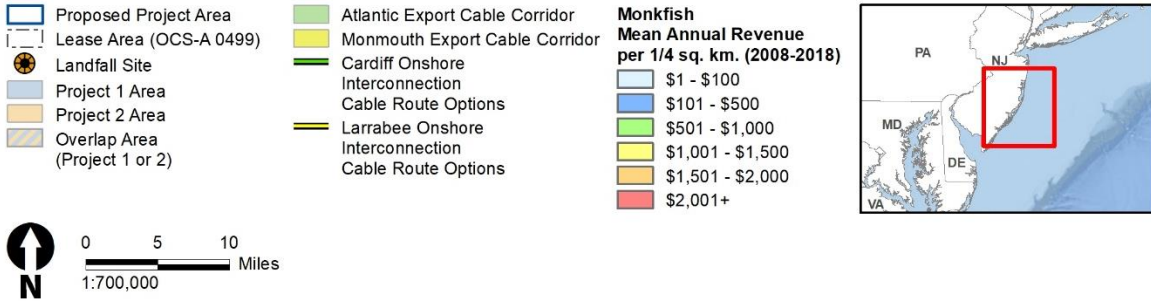 Proposed Project Area
Lease Area (OCS-A 0499)
Landfall Site
Project 1 Area
Project 2 Area
Overlap Area
(Project 1 or 2)
Atlantic Export Cable Corridor
Monmouth Export Cable Corridor
Cardiff Onshore
Interconnection
Cable Route Options
Larrabee Onshore
Interconnection
Cable Route Options
Monkfish
Mean Annual Revenue
per 1/4 sq. km. (2008-2018)
$1 - $100
$101 - $500
$501 - $1,000
$1,001 - $1,500
$1,501 - $2,000
$2,001+
PA
NJ
MD
DE
VA
N
0 5 10
Miles
1:700,000